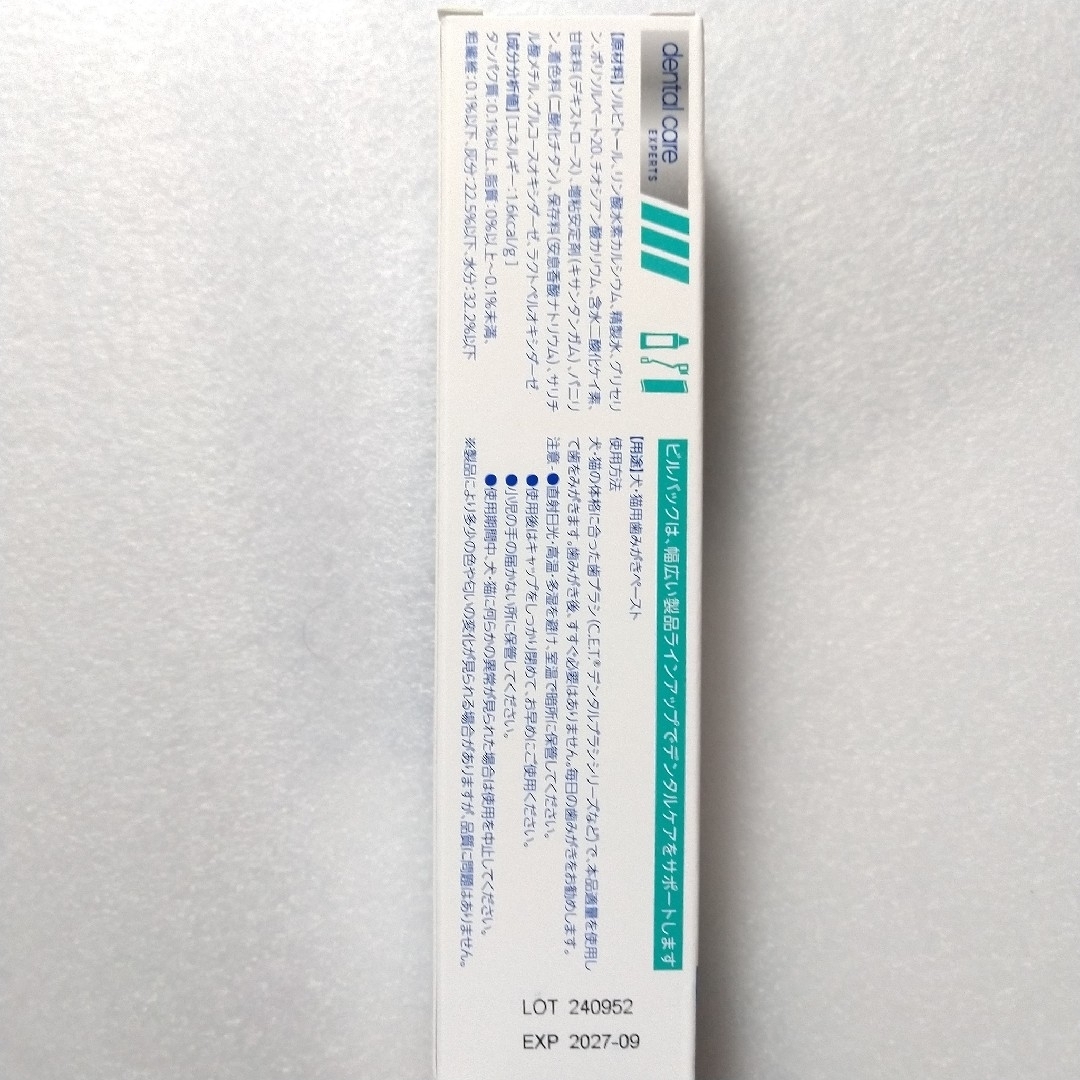 dental care
EXPERTS
【原材料】ソルビトール、リン酸水素カルシウム、精製水、グリセリ
ン、ポリソルベート20、チオシアン酸カリウム、含水二酸化ケイ素、
甘味料(デキストロース)、増粘安定剤(キサンタンガム)、バニリ
ン、着色料(二酸化チタン)、保存料(安息香酸ナトリウム)、サリチ
ル酸メチル、グルコースオキシダーゼ、ラクトペルオキシダーゼ
【成分分析値】[エネルギー:1.6kcal/g]
タンパク質:0.1%以上、脂質:0%以上~0.1%未満、
粗繊維:0.1%以下、灰分:22.5%以下、水分:32.2%以下
ビルバックは、幅広い製品ラインアップでデンタルケアをサポートします
【用途】犬・猫用歯みがきペースト
使用方法
犬・猫の体格に合った歯ブラシ(C.E.T.®デンタルブラシシリーズなど)で、本品適量を使用し
て歯をみがきます。歯みがき後、すすぐ必要はありません。毎日の歯みがきをお勧めします。
注意-●直射日光・高温・多湿を避け、室温で暗所に保管してください。
●使用後はキャップをしっかり閉めて、お早めにご使用ください。
●小児の手の届かない所に保管してください。
●使用期間中、犬・猫に何らかの異常が見られた場合は使用を中止してください。
※製品により多少の色や匂いの変化が見られる場合がありますが、品質に問題はありません。
LOT 240952
EXP 2027-09